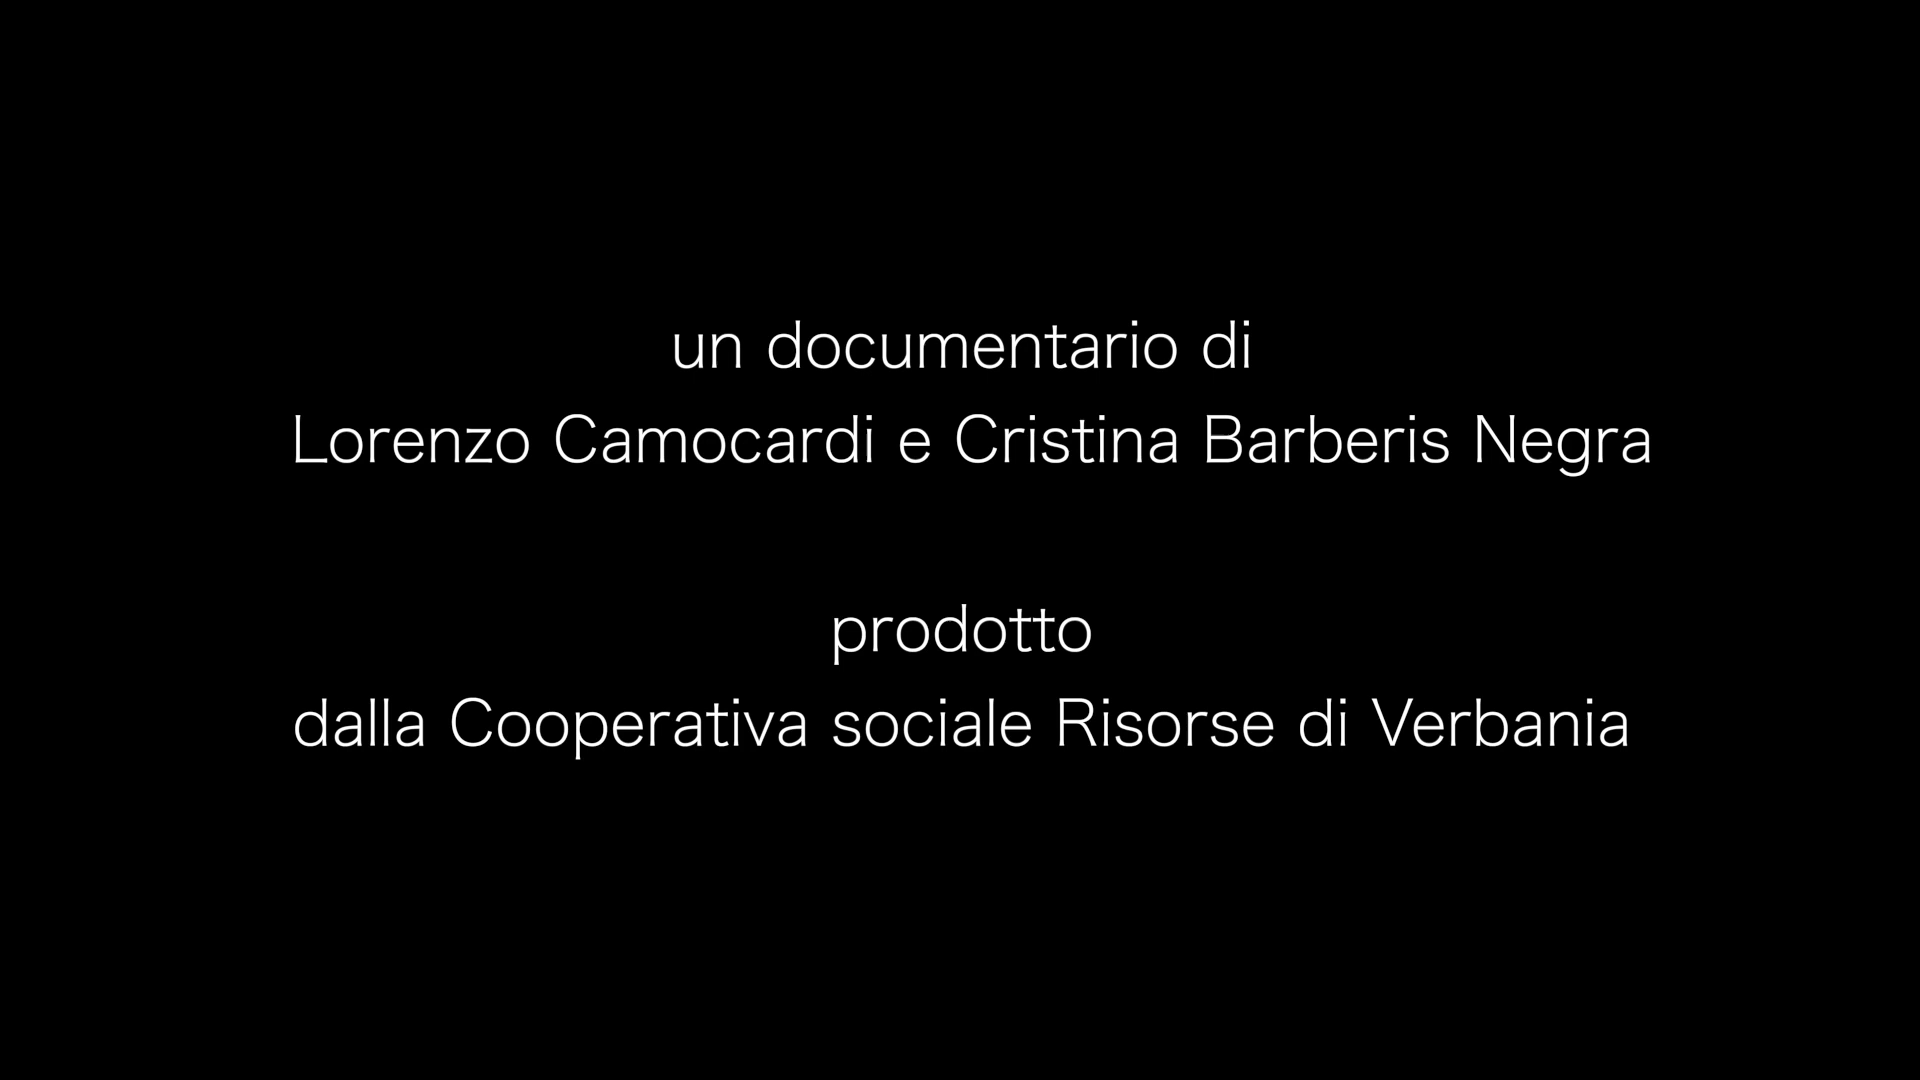 un documentario di
Lorenzo Camocardi e Cristina Barberis Negra
prodotto
dalla Cooperativa sociale Risorse di Verbania